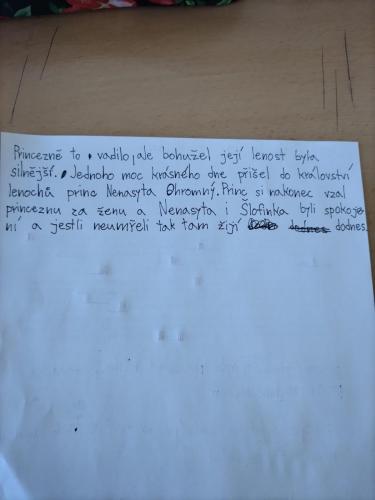 Princezně to vadilo, ale bohužel její lenost byla
silnější. Jednoho moc krásného dne přišel do království
lenochů princ Nenasyta Ohromný. Princ si nakonec vzal
princeznu za ženu a Nenasyta i Šlofinka byli spokoje-
ní a jestli neumřeli tak tam žijí dodnes dodnes.